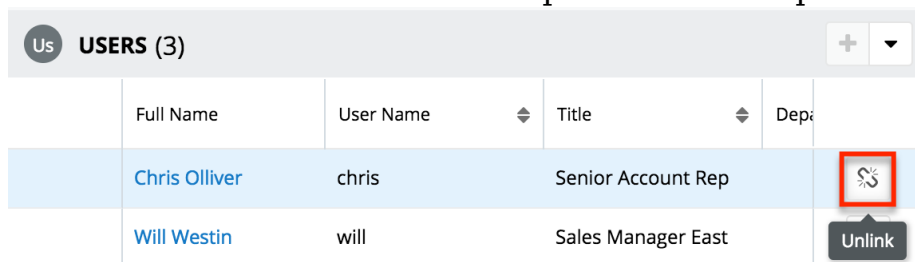 Us USERS (3)
Full Name User Name Title Depa
Chris Olliver chris Senior Account Rep
Will Westin will Sales Manager East Unlink